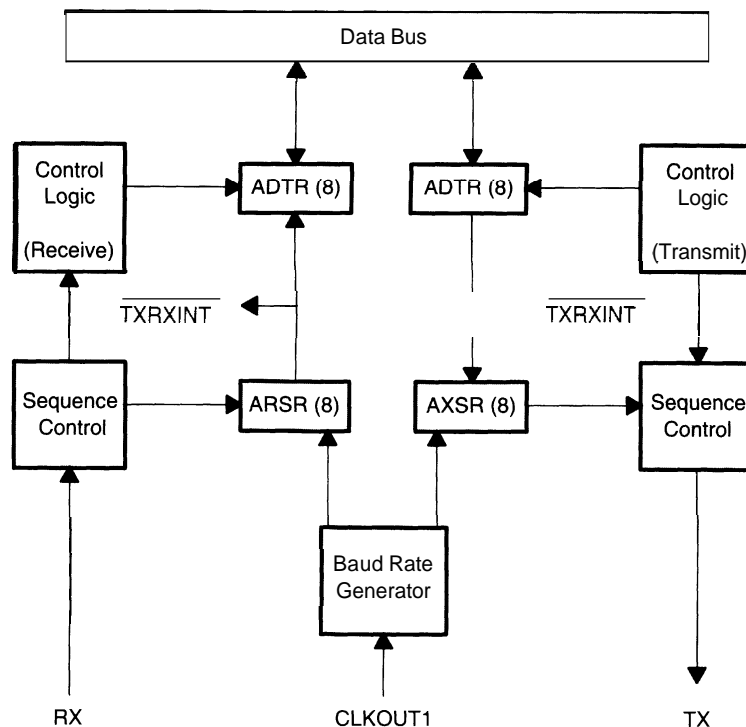 Data Bus
Control
Logic
(Receive)
ADTR (8)
ADTR (8)
Control
Logic
(Transmit)
TXRXINT
TXRXINT
Sequence
Control
ARSR (8)
AXSR (8)
Sequence
Control
Baud Rate
Generator
RX
CLKOUT1
TX